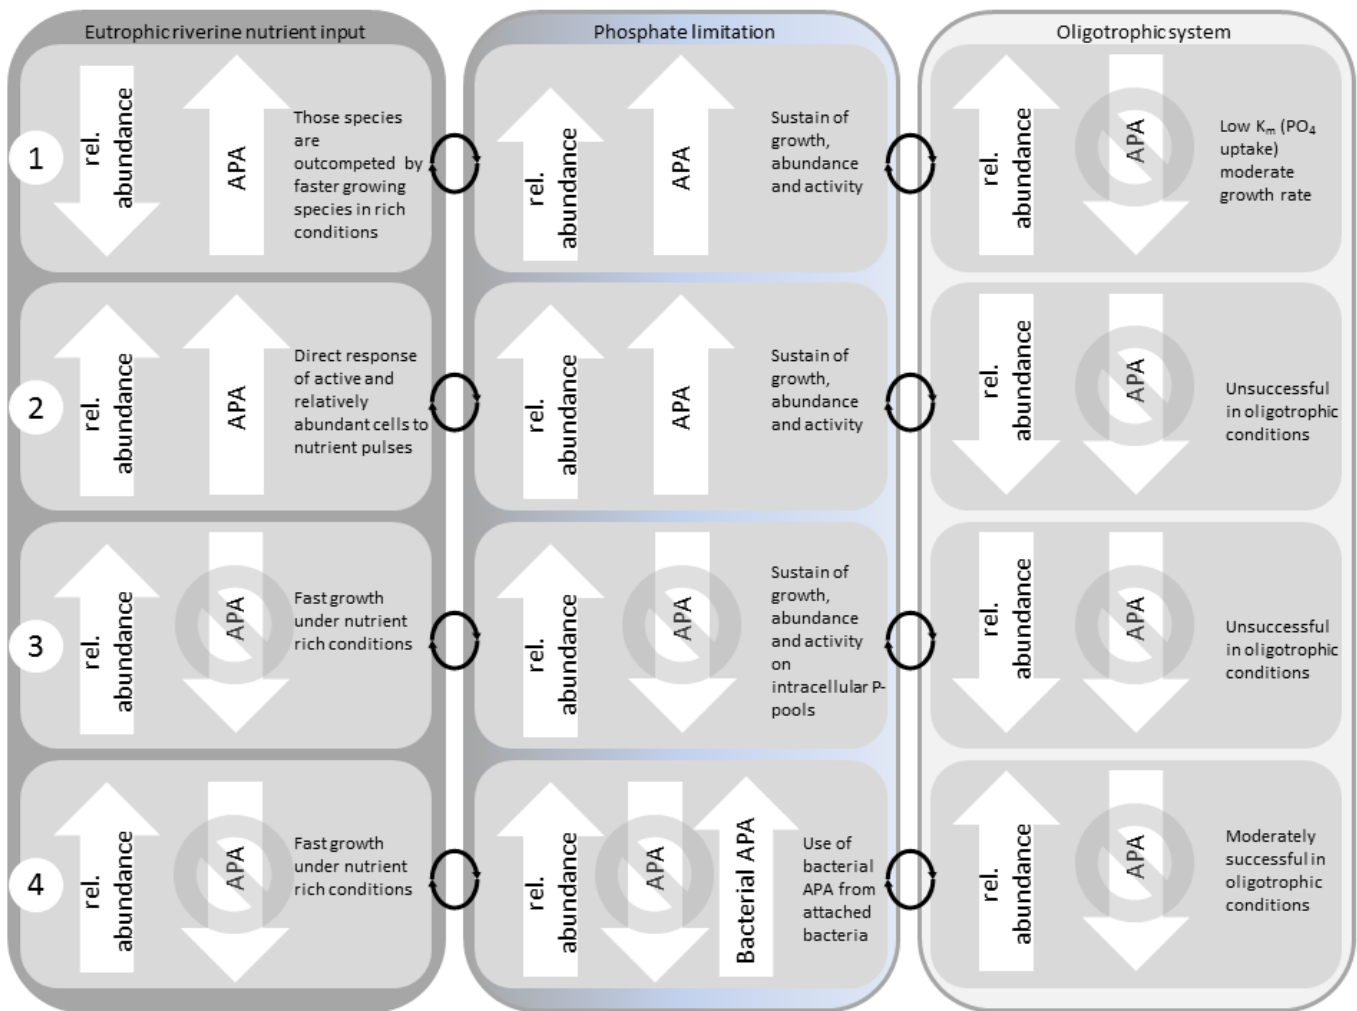 Eutrophic riverine nutrient input
Phosphate limitation
Oligotrophic system
1
rel.
abundance
APA
Those species
are
outcompeted by
faster growing
species in rich
conditions
rel.
abundance
APA
Sustain of
growth,
abundance
and activity
rel.
abundance
APA
Low Km (PO4
uptake)
moderate
growth rate
2
rel.
abundance
APA
Direct response
of active and
relatively
abundant cells to
nutrient pulses
rel.
abundance
APA
Sustain of
growth,
abundance
and activity
rel.
abundance
APA
Unsuccessful
in oligotrophic
conditions
3
rel.
abundance
APA
Fast growth
under nutrient
rich conditions
rel.
abundance
APA
Sustain of
growth,
abundance
and activity
on
intracellular P-
pools
rel.
abundance
APA
Unsuccessful
in oligotrophic
conditions
4
rel.
abundance
APA
Fast growth
under nutrient
rich conditions
rel.
abundance
APA
Bacterial APA
Use of
bacterial
APA from
attached
bacteria
rel.
abundance
APA
Moderately
successful in
oligotrophic
conditions